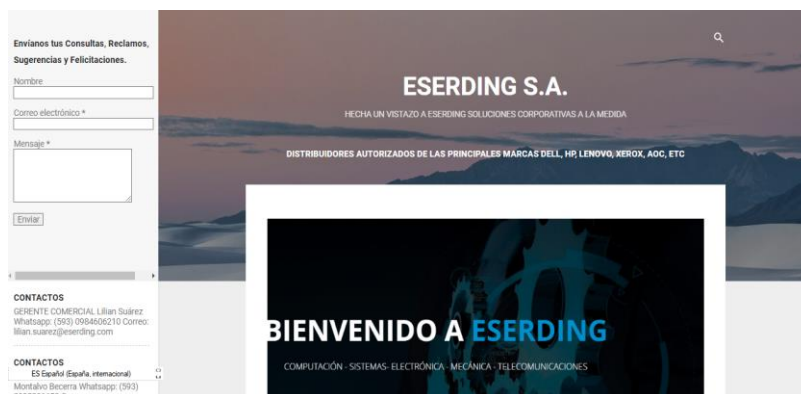 Envíanos tus Consultas, Reclamos,
Sugerencias y Felicitaciones.
Nombre
Correo electrónico *
Mensaje *
Enviar
CONTACTOS
GERENTE COMERCIAL Lilian Suárez
Whatsapp: (593) 0984606210 Correo:
lilian.suarez@eserding.com
CONTACTOS
ES Español (España, internacional)
Montalvo Becerra Whatsapp: (593)
ESERDING S.A.
HECHA UN VISTAZO A ESERDING SOLUCIONES CORPORATIVAS A LA MEDIDA
DISTRIBUIDORES AUTORIZADOS DE LAS PRINCIPALES MARCAS DELL, HP, LENOVO, XEROX, AOC, ETC
BIENVENIDO A ESERDING
COMPUTACIÓN - SISTEMAS- ELECTRÓNICA - MECÁNICA - TELECOMUNICACIONES